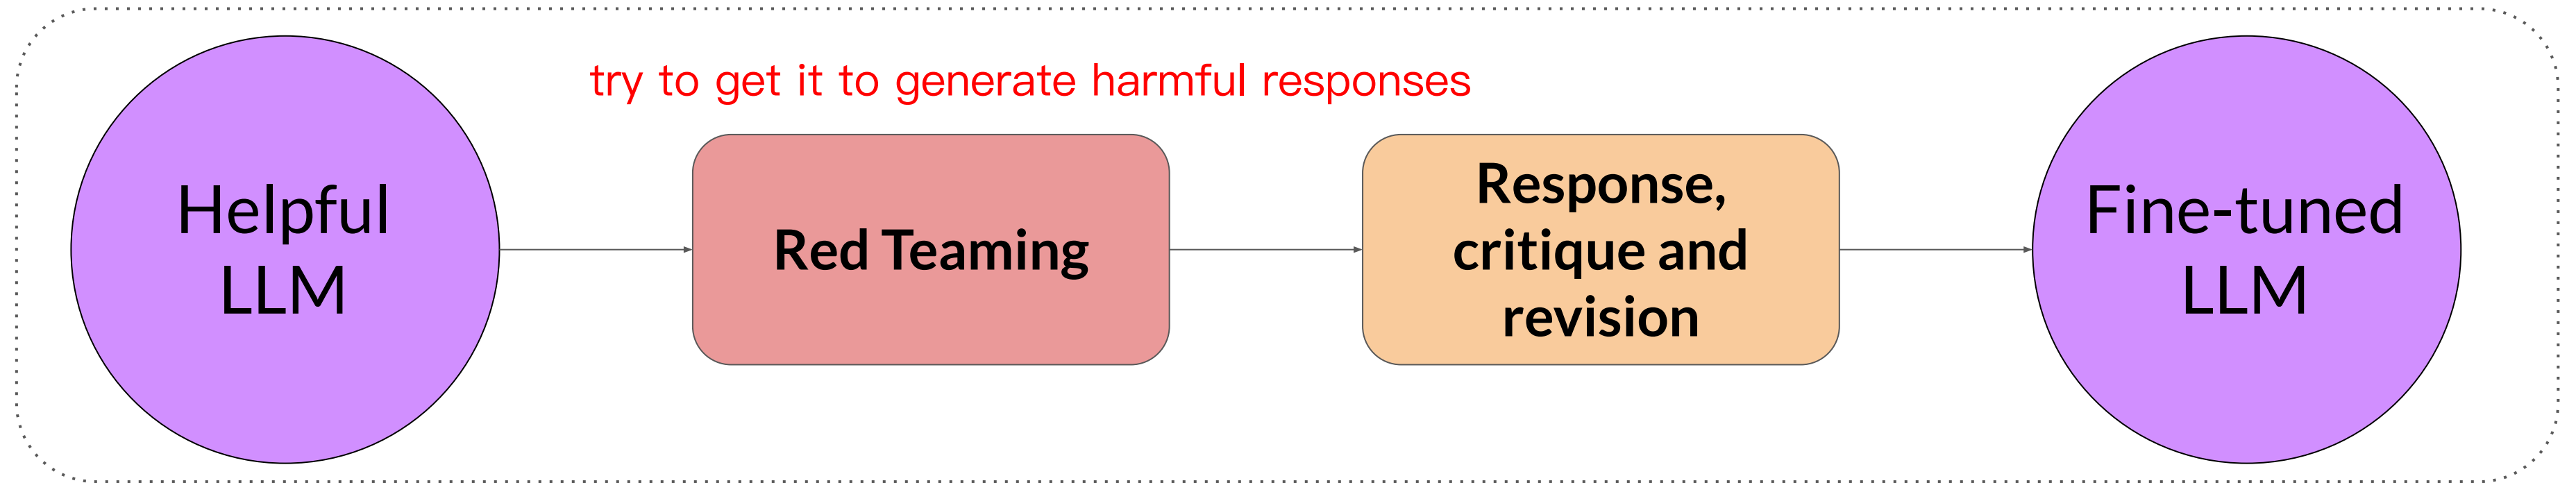 try to get it to generate harmful responses
Helpful
LLM
Red Teaming
Response,
critique and
revision
Fine-tuned
LLM